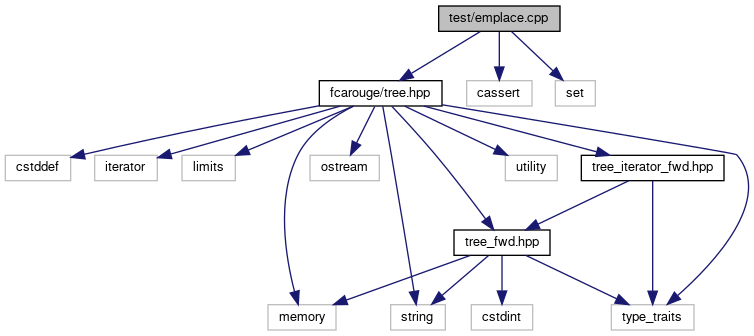 test/emplace.cpp
fcarouge/tree.hpp
cassert
set
cstddef
iterator
limits
ostream
utility
tree_iterator_fwd.hpp
tree_fwd.hpp
memory
string
cstdint
type_traits